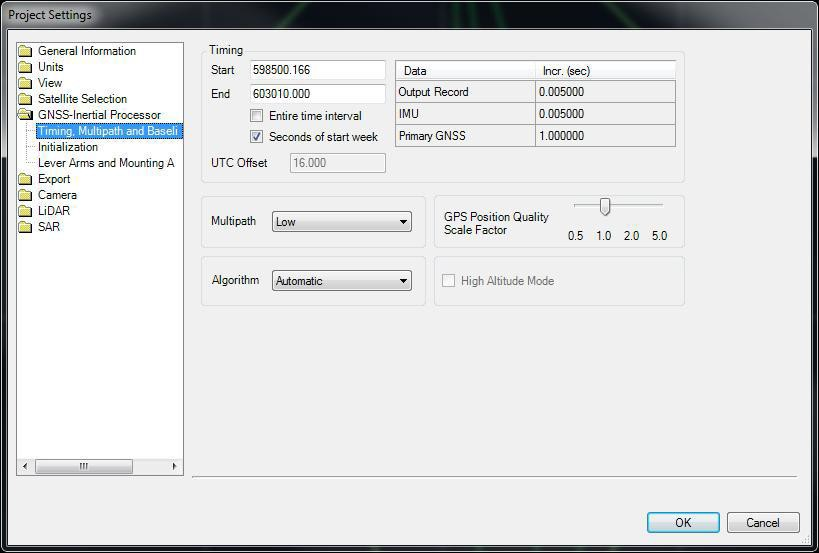 Project Settings
General Information
Units
View
Satellite Selection
GNSS-Inertial Processor
Timing, Multipath and Baseli
Initialization
Lever Arms and Mounting A
Export
Camera
LiDAR
SAR
Timing
Start 598500.166
End 603010.000
Entire time interval
Seconds of start week
UTC Offset 16.000
Data Incr. (sec)
Output Record 0.005000
IMU 0.005000
Primary GNSS 1.000000
Multipath Low
GPS Position Quality
Scale Factor
0.5 1.0 2.0 5.0
Algorithm Automatic
High Altitude Mode
OK Cancel